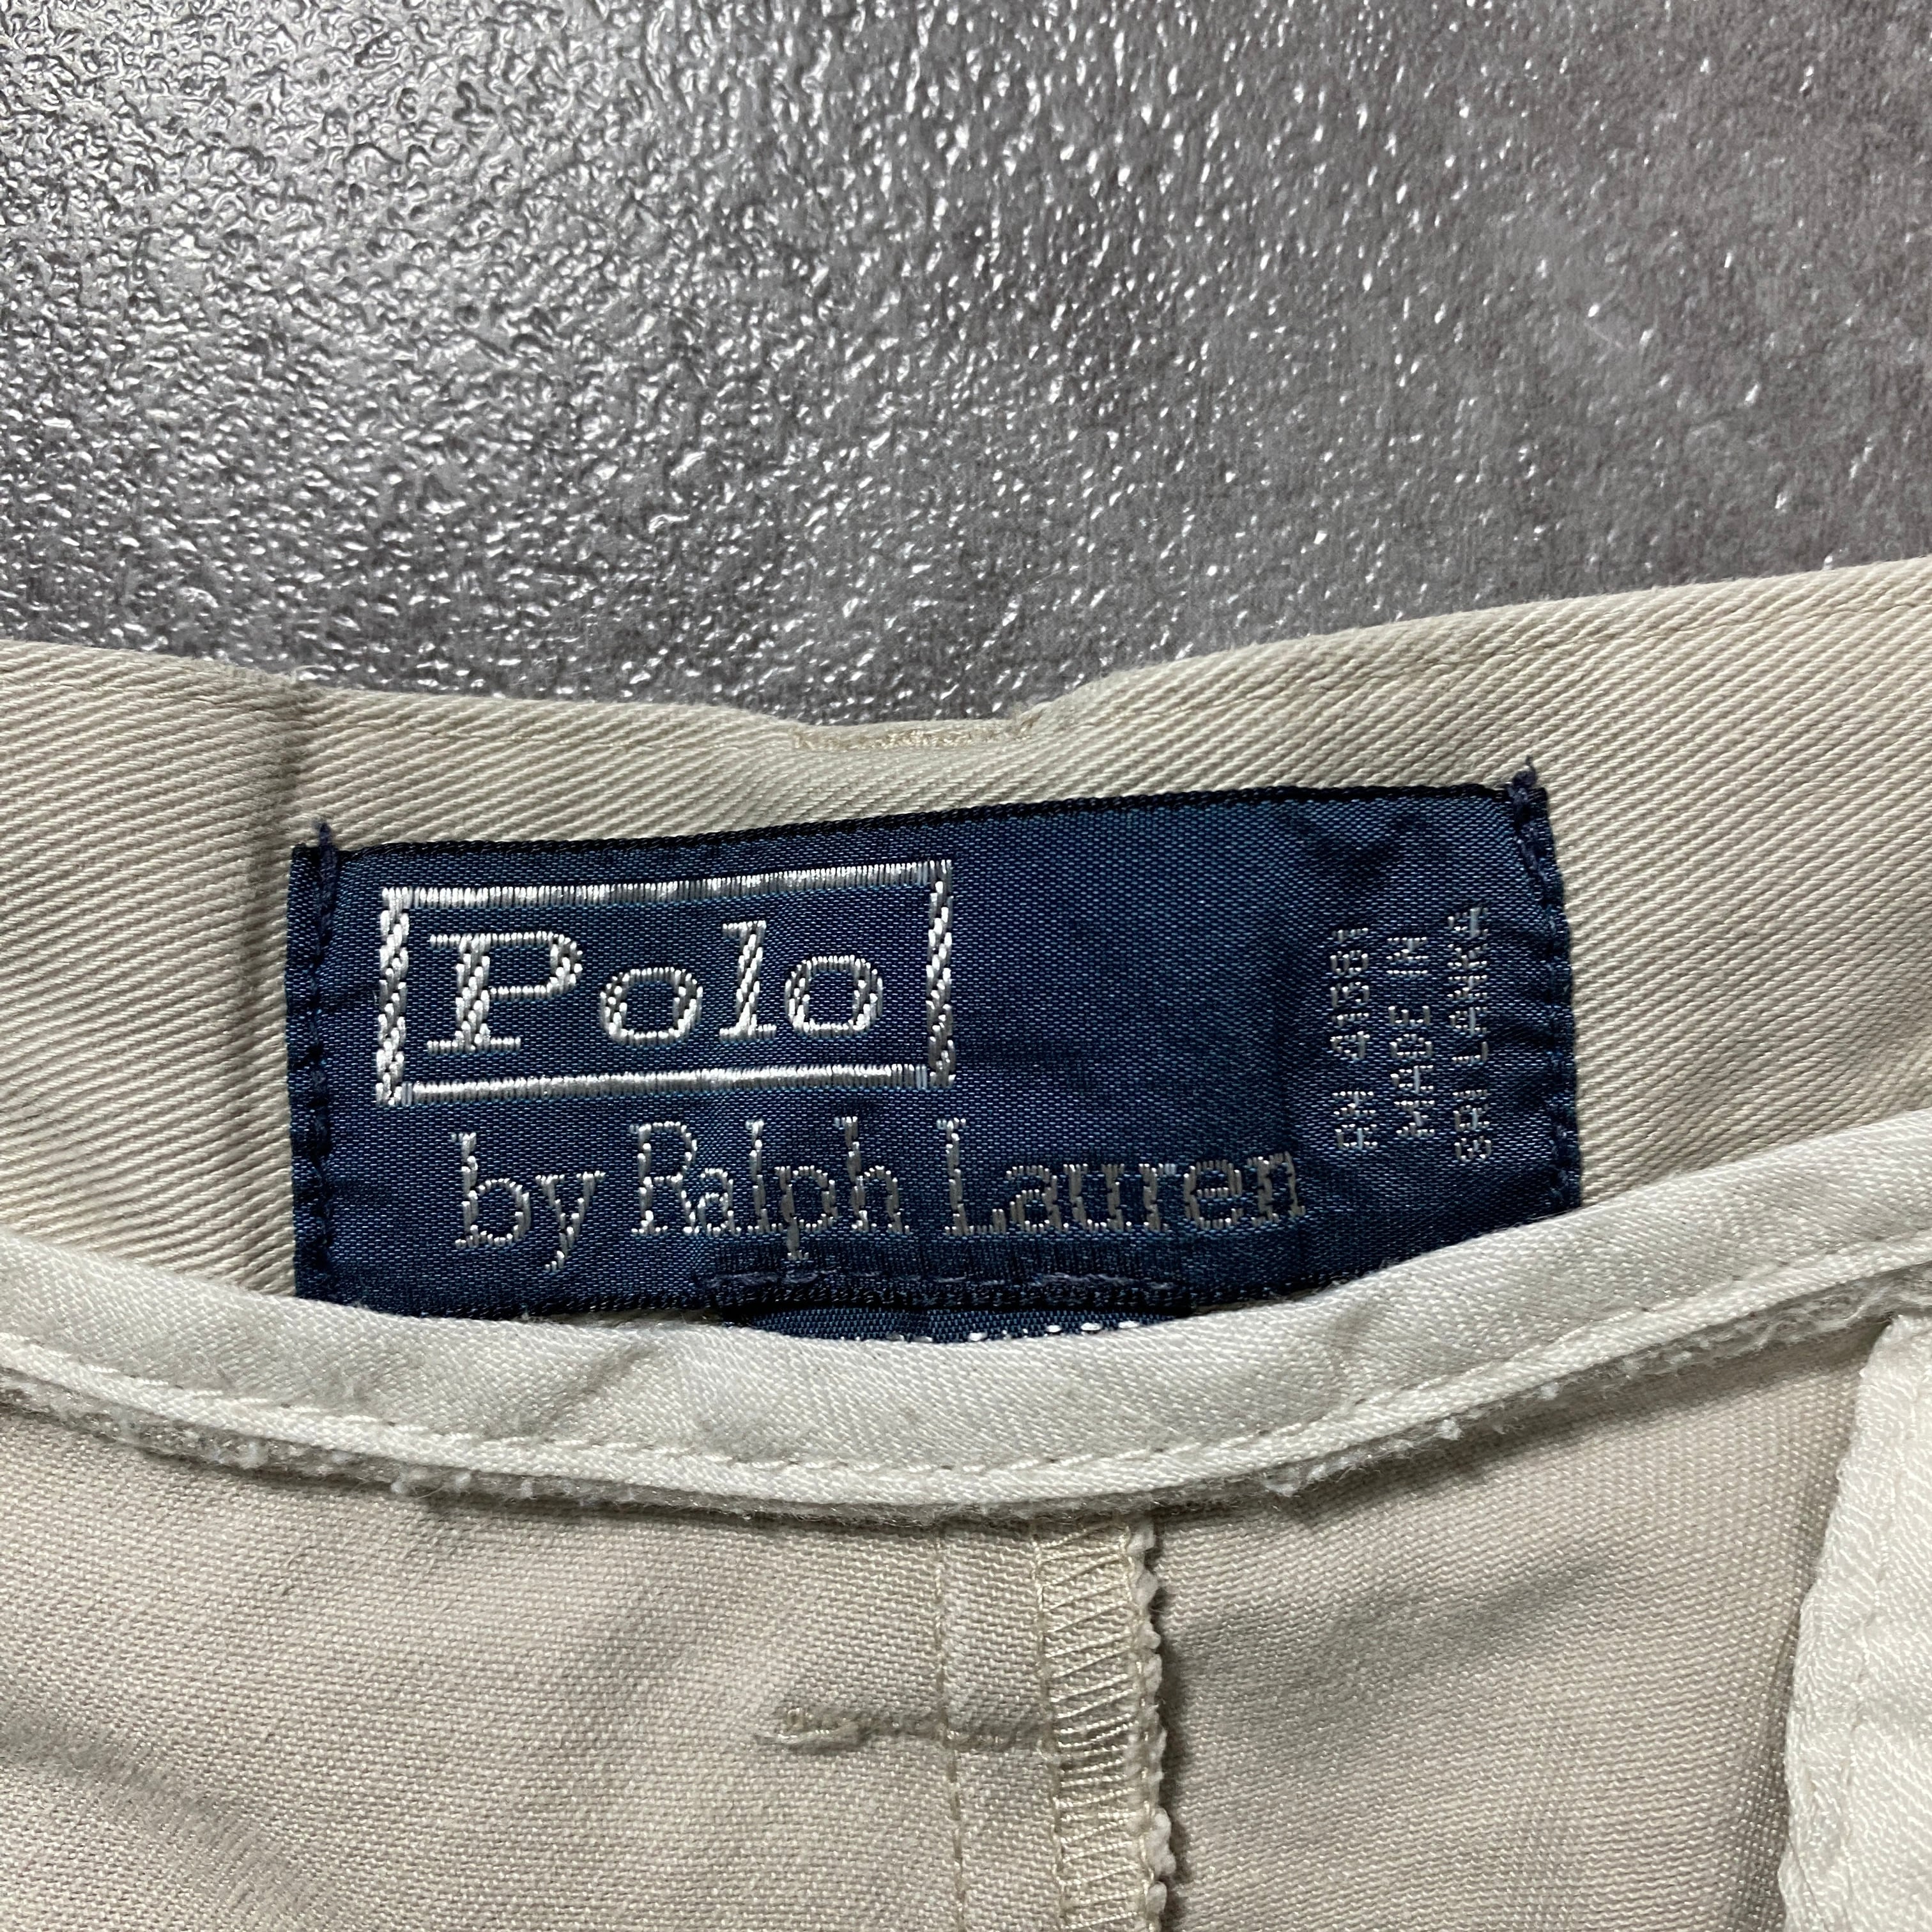 Polo
by Ralph Lauren
RN 41381
MADE IN
SRI LANKA